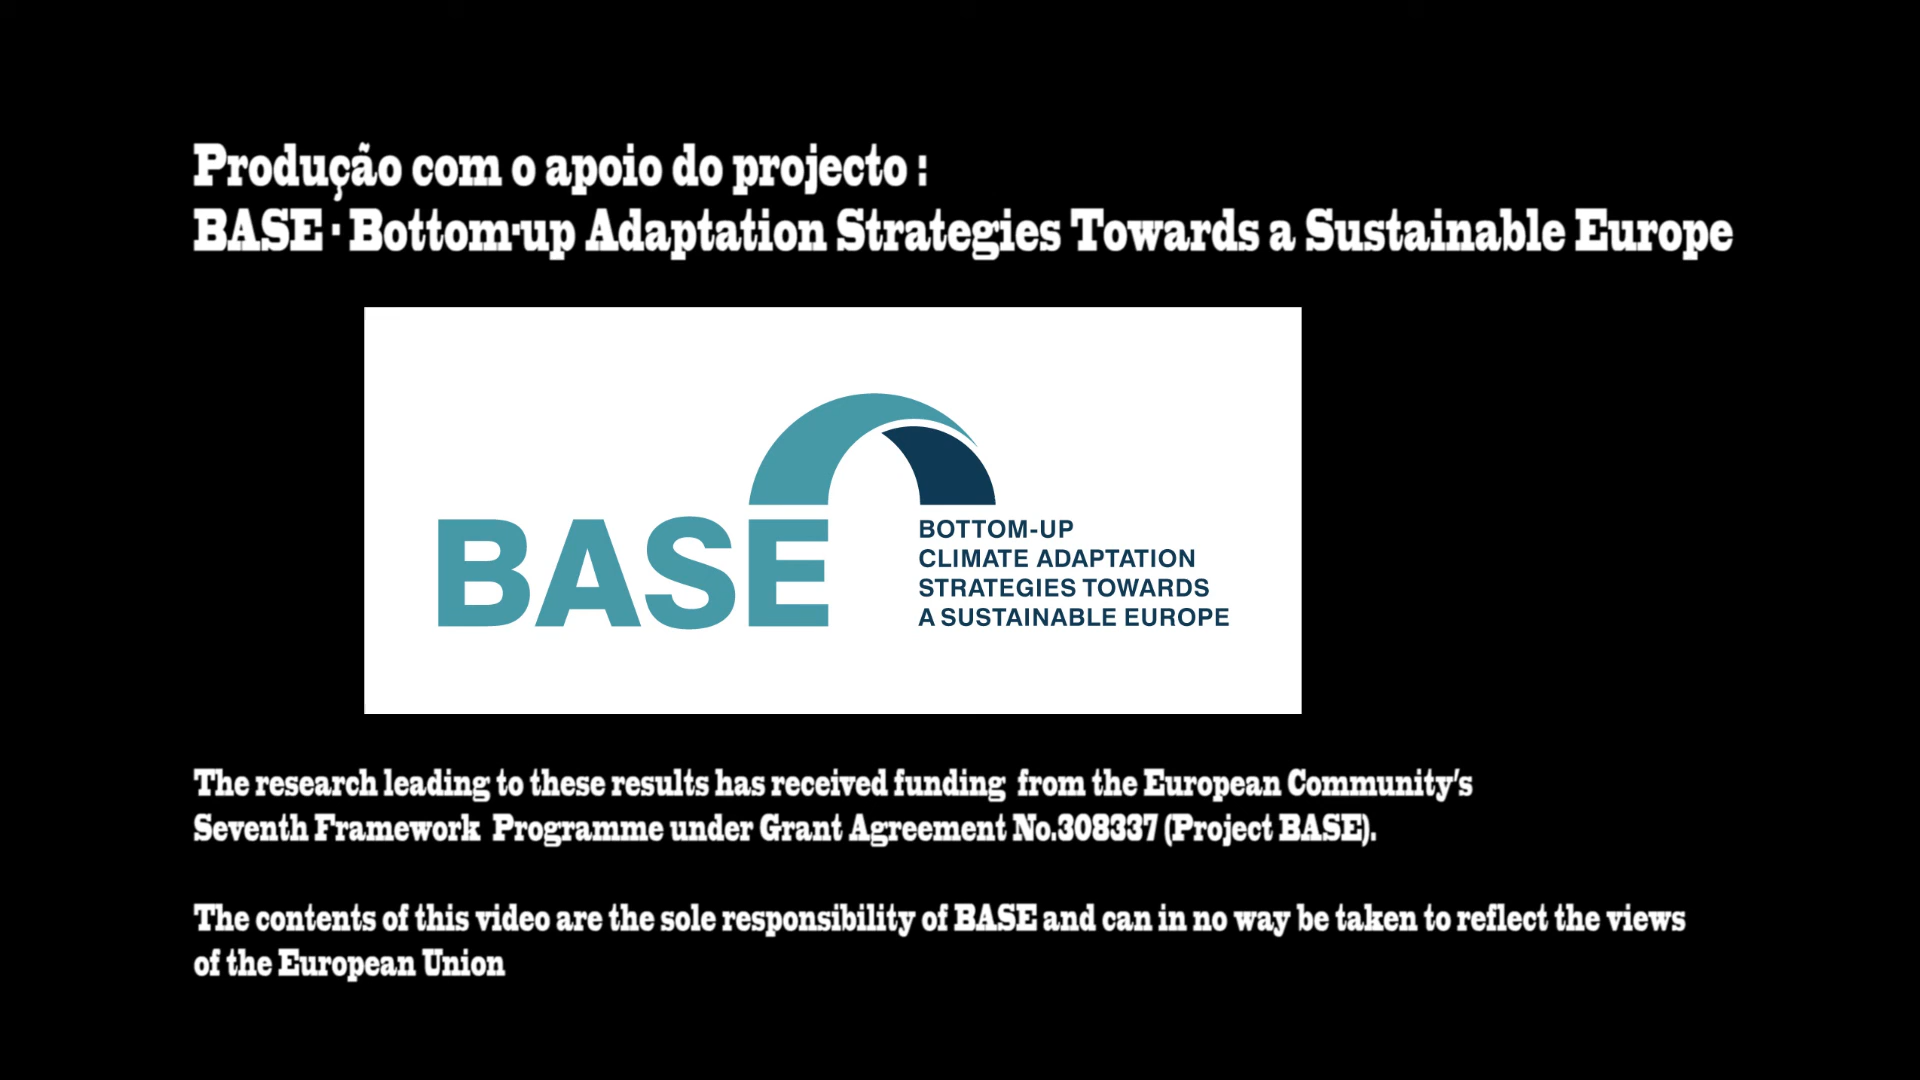 Produção com o apoio do projecto :
BASE - Bottom-up Adaptation Strategies Towards a Sustainable Europe
BASE
BOTTOM-UP
CLIMATE ADAPTATION
STRATEGIES TOWARDS
A SUSTAINABLE EUROPE
The research leading to these results has received funding from the European Community's
Seventh Framework Programme under Grant Agreement No.308337 (Project BASE).
The contents of this video are the sole responsibility of BASE and can in no way be taken to reflect the views
of the European Union